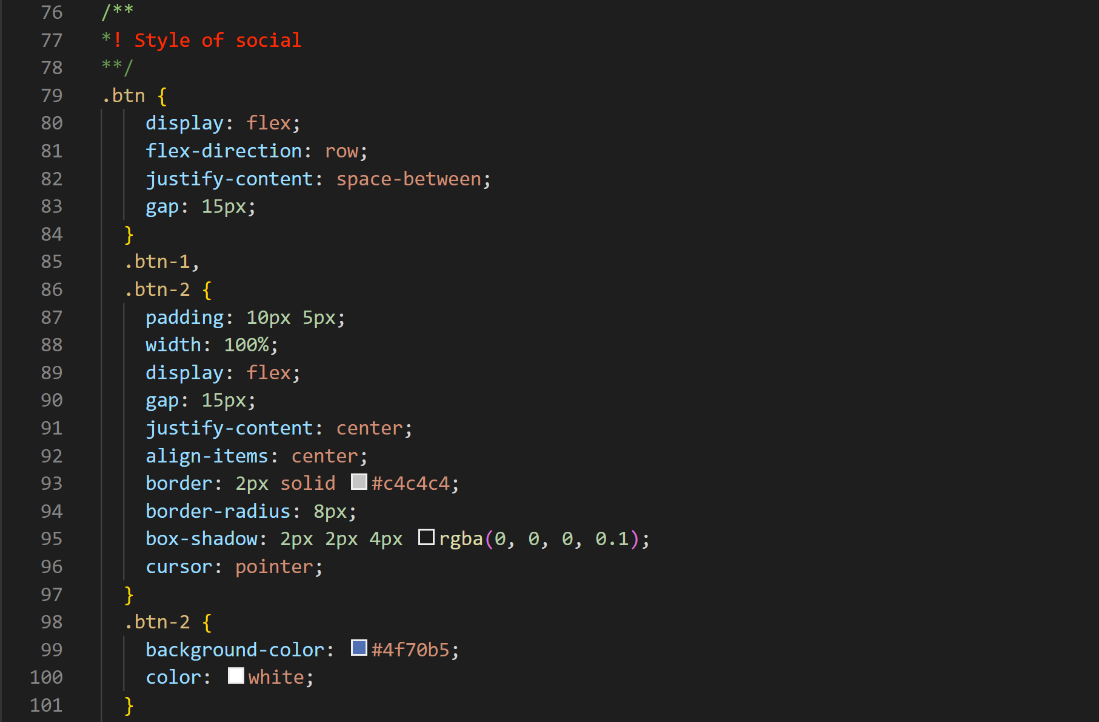 76 /**
77 *! Style of social
78 **/
79 .btn {
80 display: flex;
81 flex-direction: row;
82 justify-content: space-between;
83 gap: 15px;
84 }
85 .btn-1,
86 .btn-2 {
87 padding: 10px 5px;
88 width: 100%;
89 display: flex;
90 gap: 15px;
91 justify-content: center;
92 align-items: center;
93 border: 2px solid #c4c4c4;
94 border-radius: 8px;
95 box-shadow: 2px 2px 4px rgba(0, 0, 0, 0.1);
96 cursor: pointer;
97 }
98 .btn-2 {
99 background-color: #4f70b5;
100 color: white;
101 }